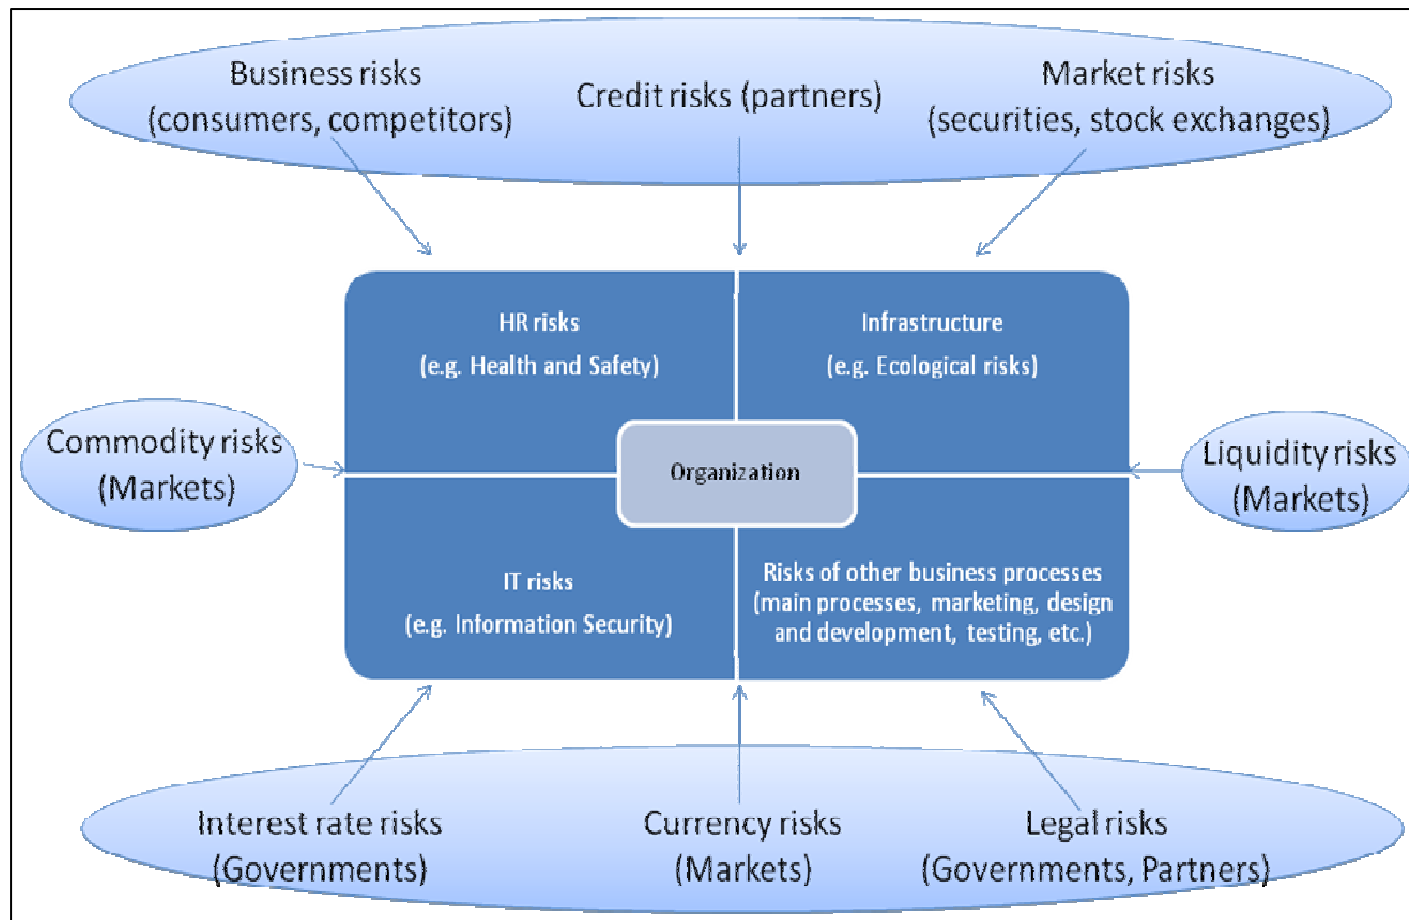 Business risks
(consumers, competitors)
Credit risks (partners)
Market risks
(securities, stock exchanges)
HR risks
(e.g. Health and Safety)
Infrastructure
(e.g. Ecological risks)
Commodity risks
(Markets)
Organization
Liquidity risks
(Markets)
IT risks
(e.g. Information Security)
Risks of other business processes
(main processes, marketing, design
and development, testing, etc.)
Interest rate risks
(Governments)
Currency risks
(Markets)
Legal risks
(Governments, Partners)